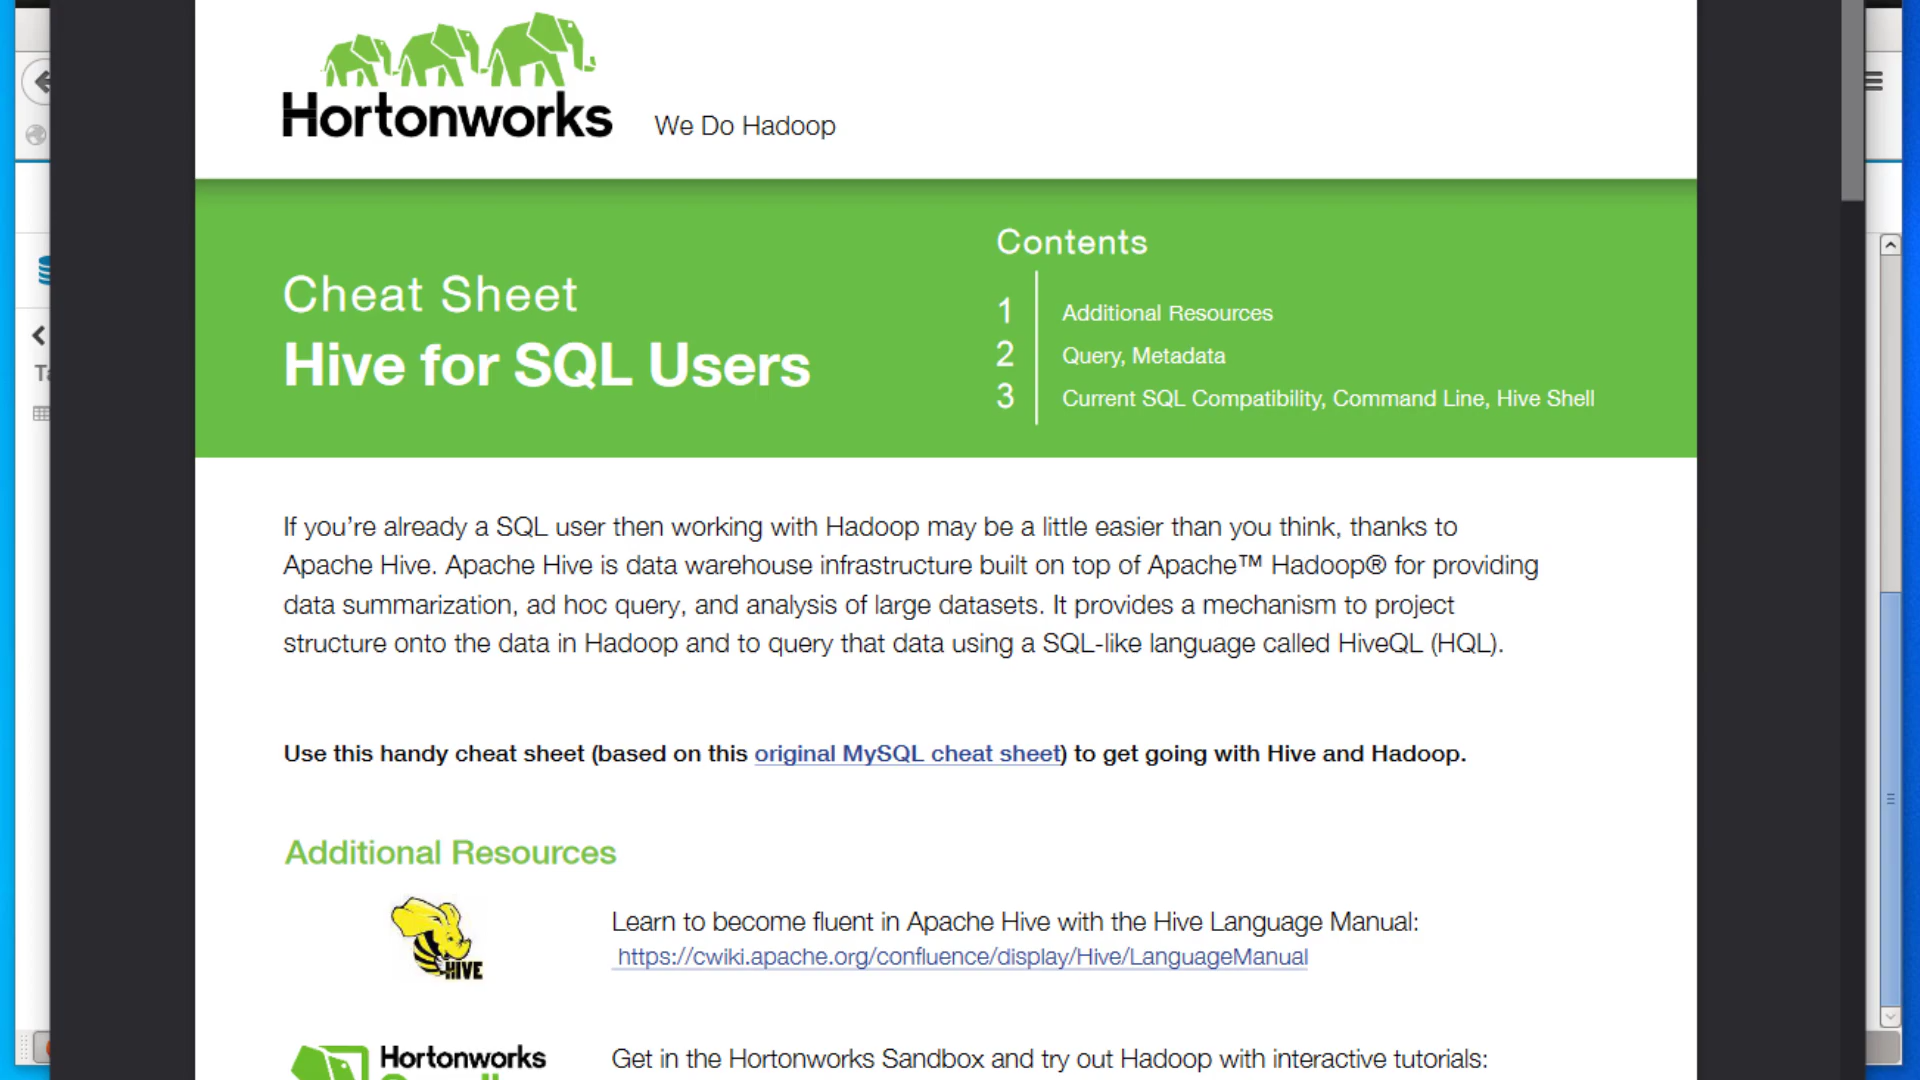 Hortonworks We Do Hadoop
Contents
Cheat Sheet
Hive for SQL Users
1 Additional Resources
2 Query, Metadata
3 Current SQL Compatibility, Command Line, Hive Shell
If you’re already a SQL user then working with Hadoop may be a little easier than you think, thanks to
Apache Hive. Apache Hive is data warehouse infrastructure built on top of Apache™ Hadoop® for providing
data summarization, ad hoc query, and analysis of large datasets. It provides a mechanism to project
structure onto the data in Hadoop and to query that data using a SQL-like language called HiveQL (HQL).
Use this handy cheat sheet (based on this original MySQL cheat sheet) to get going with Hive and Hadoop.
Additional Resources
HIVE
Learn to become fluent in Apache Hive with the Hive Language Manual:
https://cwiki.apache.org/confluence/display/Hive/LanguageManual
Hortonworks
Get in the Hortonworks Sandbox and try out Hadoop with interactive tutorials: